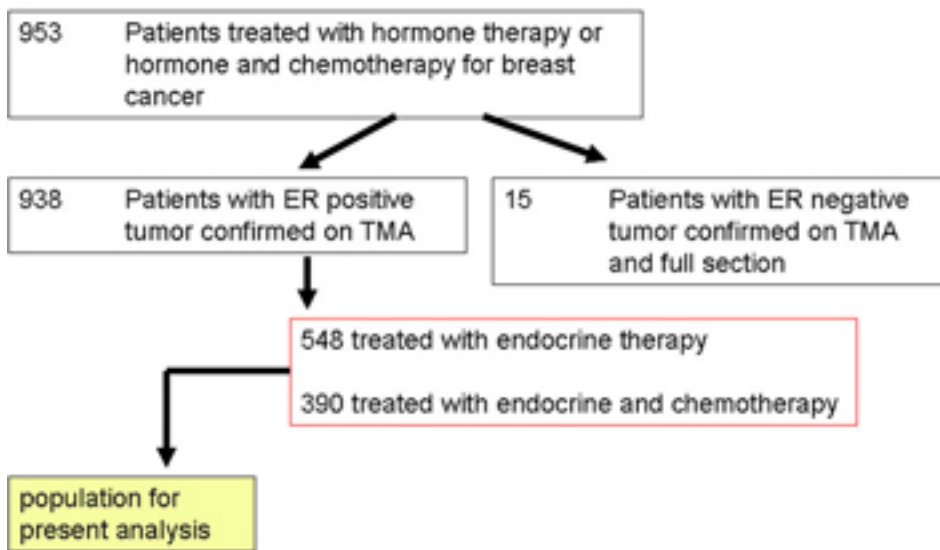 953 Patients treated with hormone therapy or
hormone and chemotherapy for breast
cancer
938 Patients with ER positive
tumor confirmed on TMA
15 Patients with ER negative
tumor confirmed on TMA
and full section
548 treated with endocrine therapy
390 treated with endocrine and chemotherapy
population for
present analysis